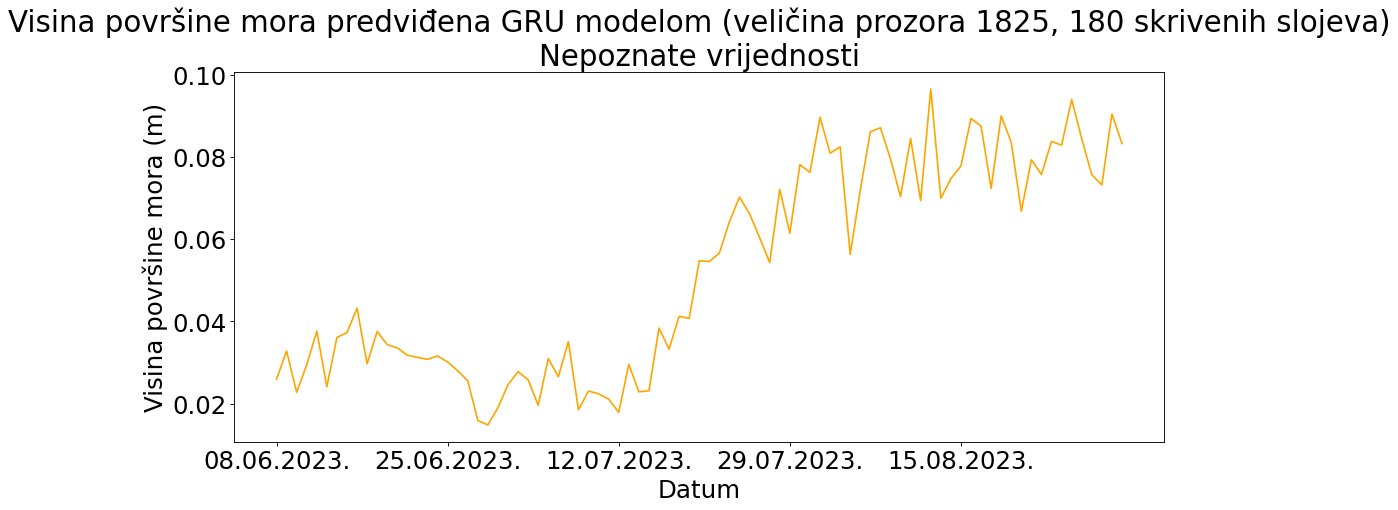 Visina površine mora predviđena GRU modelom (veličina prozora 1825, 180 skrivenih slojeva)
Nepoznate vrijednosti
Visina površine mora (m)
0.10
0.08
0.06
0.04
0.02
08.06.2023. 25.06.2023. 12.07.2023. 29.07.2023. 15.08.2023.
Datum